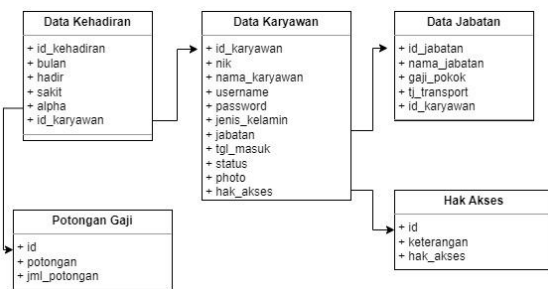 Data Kehadiran
+ id_kehadiran
+ bulan
+ hadir
+ sakit
+ alpha
+ id_karyawan
Data Karyawan
+ id_karyawan
+ nik
+ nama_karyawan
+ username
+ password
+ jenis_kelamin
+ jabatan
+ tgl_masuk
+ status
+ photo
+ hak_akses
Data Jabatan
+ id_jabatan
+ nama_jabatan
+ gaji_pokok
+ tj_transport
+ id_karyawan
Potongan Gaji
+ id
+ potongan
+ jml_potongan
Hak Akses
+ id
+ keterangan
+ hak_akses